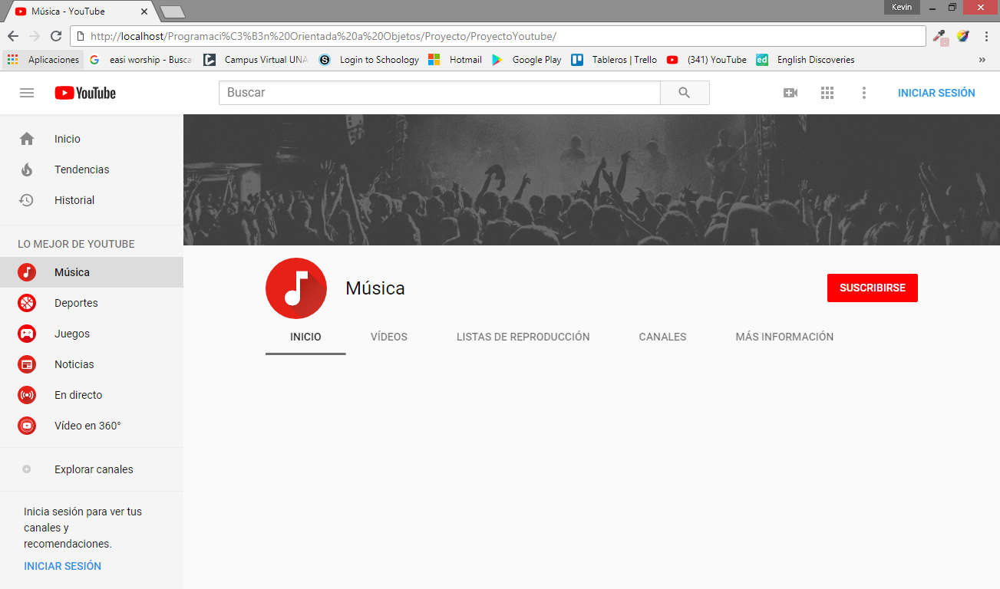 Música - YouTube
Kevin
http://localhost/Programaci%C3%B3n%20Orientada%20a%20Objetos/Proyecto/ProyectoYoutube/
Aplicaciones easi worship - Busca Campus Virtual UNA Login to Schoology Hotmail Google Play Tableros | Trello (341) YouTube ed English Discoveries »
YouTube
Buscar
INICIAR SESIÓN
Inicio
Tendencias
Historial
LO MEJOR DE YOUTUBE
Música
Deportes
Juegos
Noticias
En directo
Vídeo en 360°
Explorar canales
Inicia sesión para ver tus
canales y
recomendaciones.
INICIAR SESIÓN
Música
SUSCRIBIRSE
INICIO VÍDEOS LISTAS DE REPRODUCCIÓN CANALES MÁS INFORMACIÓN